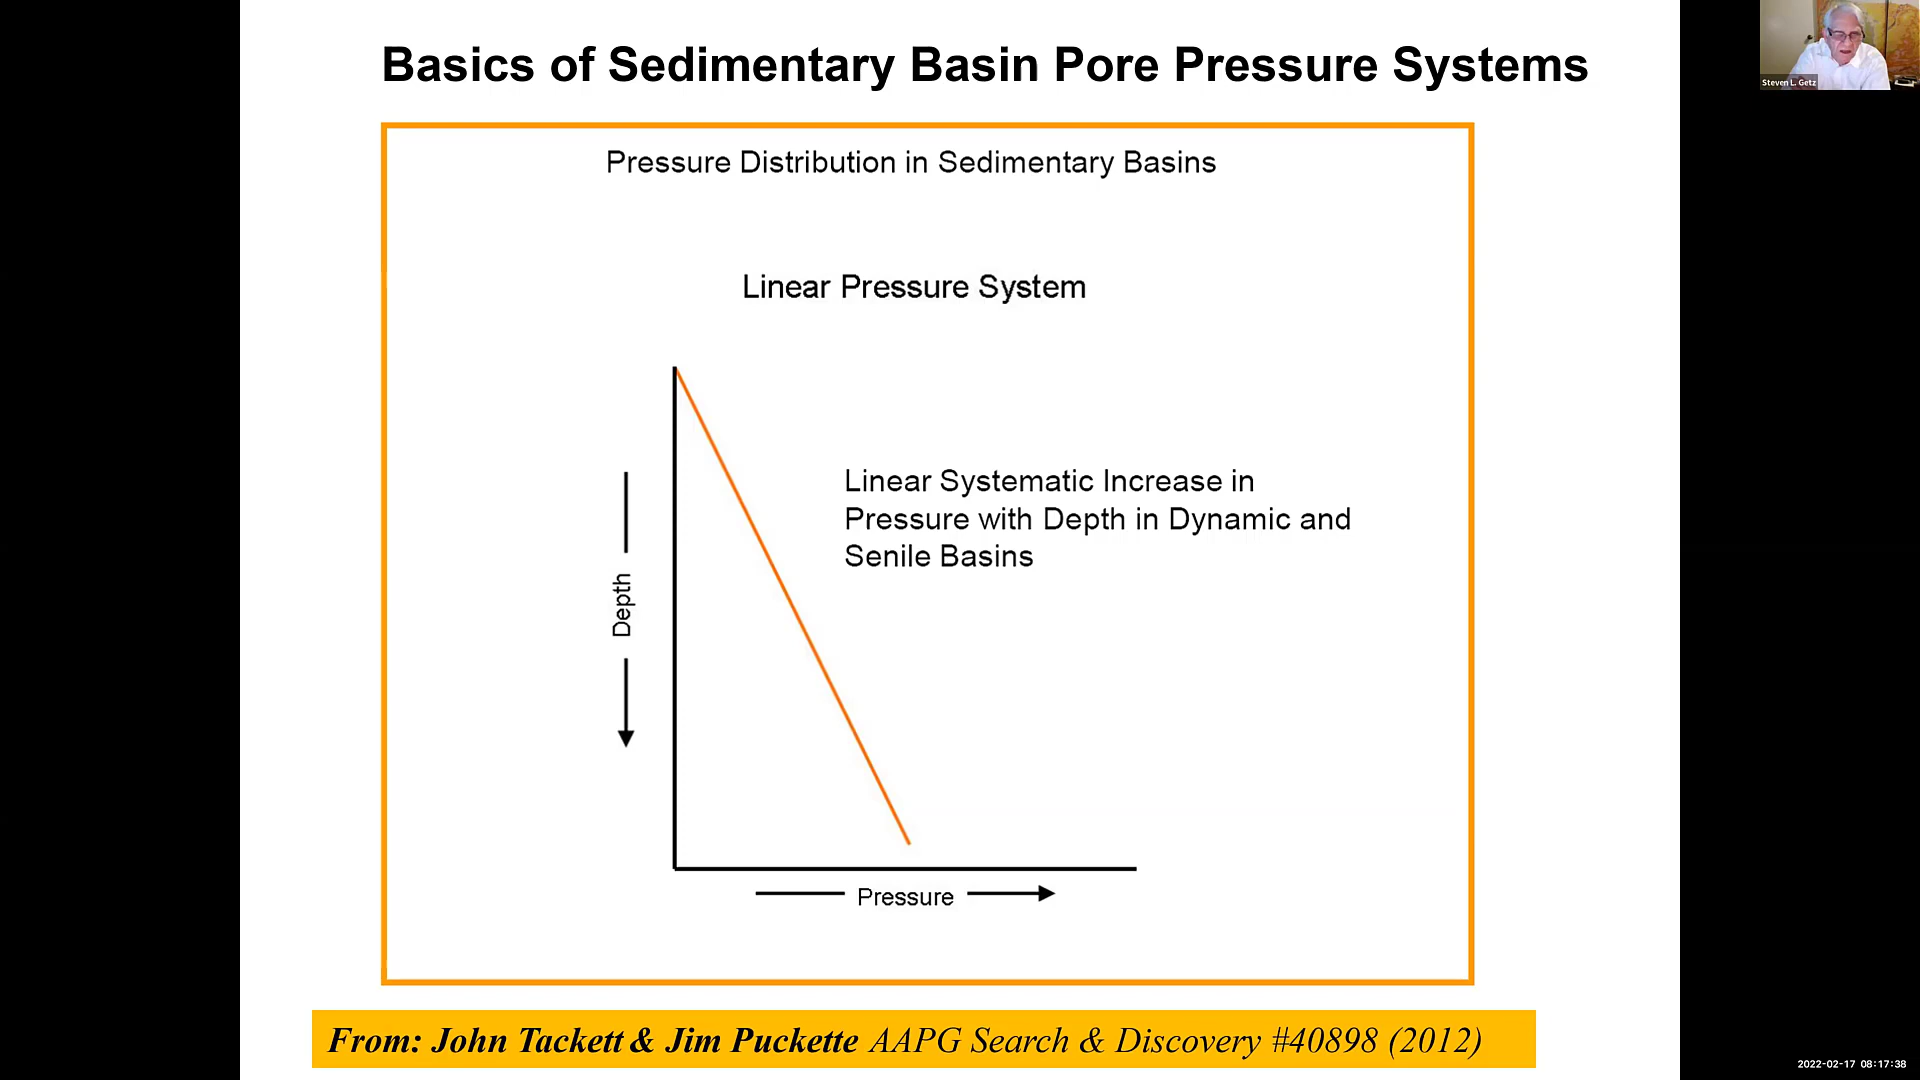 Basics of Sedimentary Basin Pore Pressure Systems
Steven L. Getz
Pressure Distribution in Sedimentary Basins
Linear Pressure System
Linear Systematic Increase in
Pressure with Depth in Dynamic and
Senile Basins
Depth
Pressure
From: John Tackett & Jim Puckette AAPG Search & Discovery #40898 (2012)
2022-02-17 08:17:38